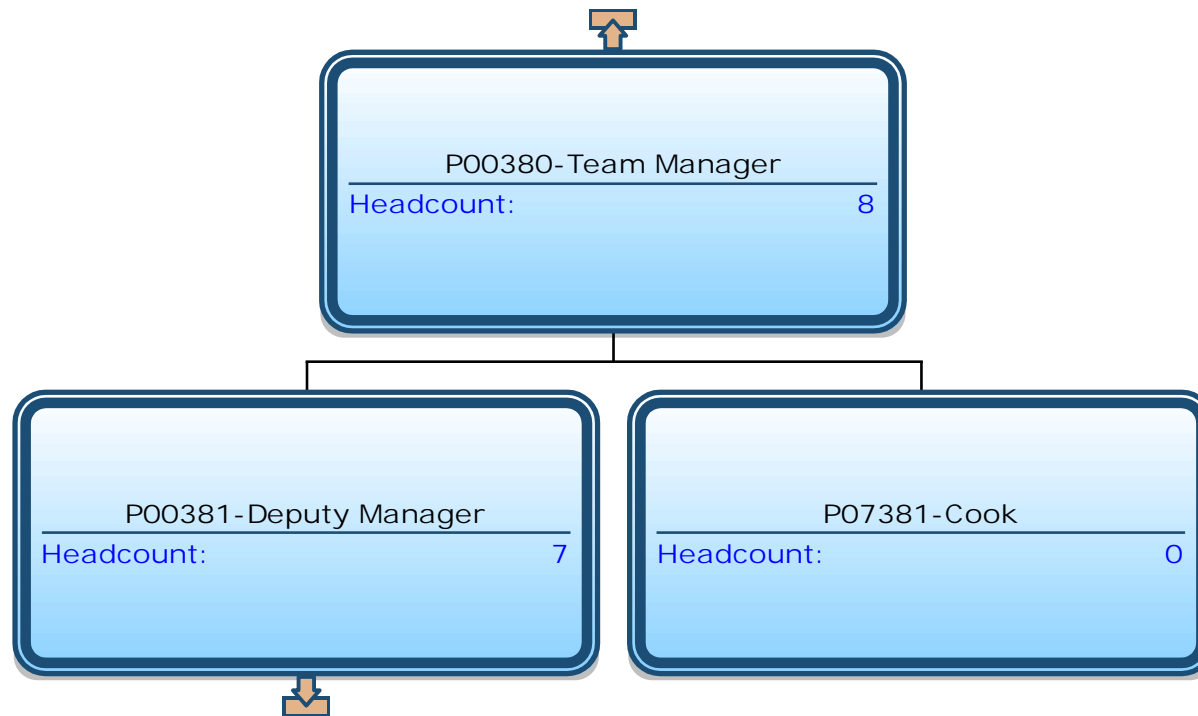 P00380-Team Manager
Headcount: 8
P00381-Deputy Manager
Headcount: 7
P07381-Cook
Headcount: 0